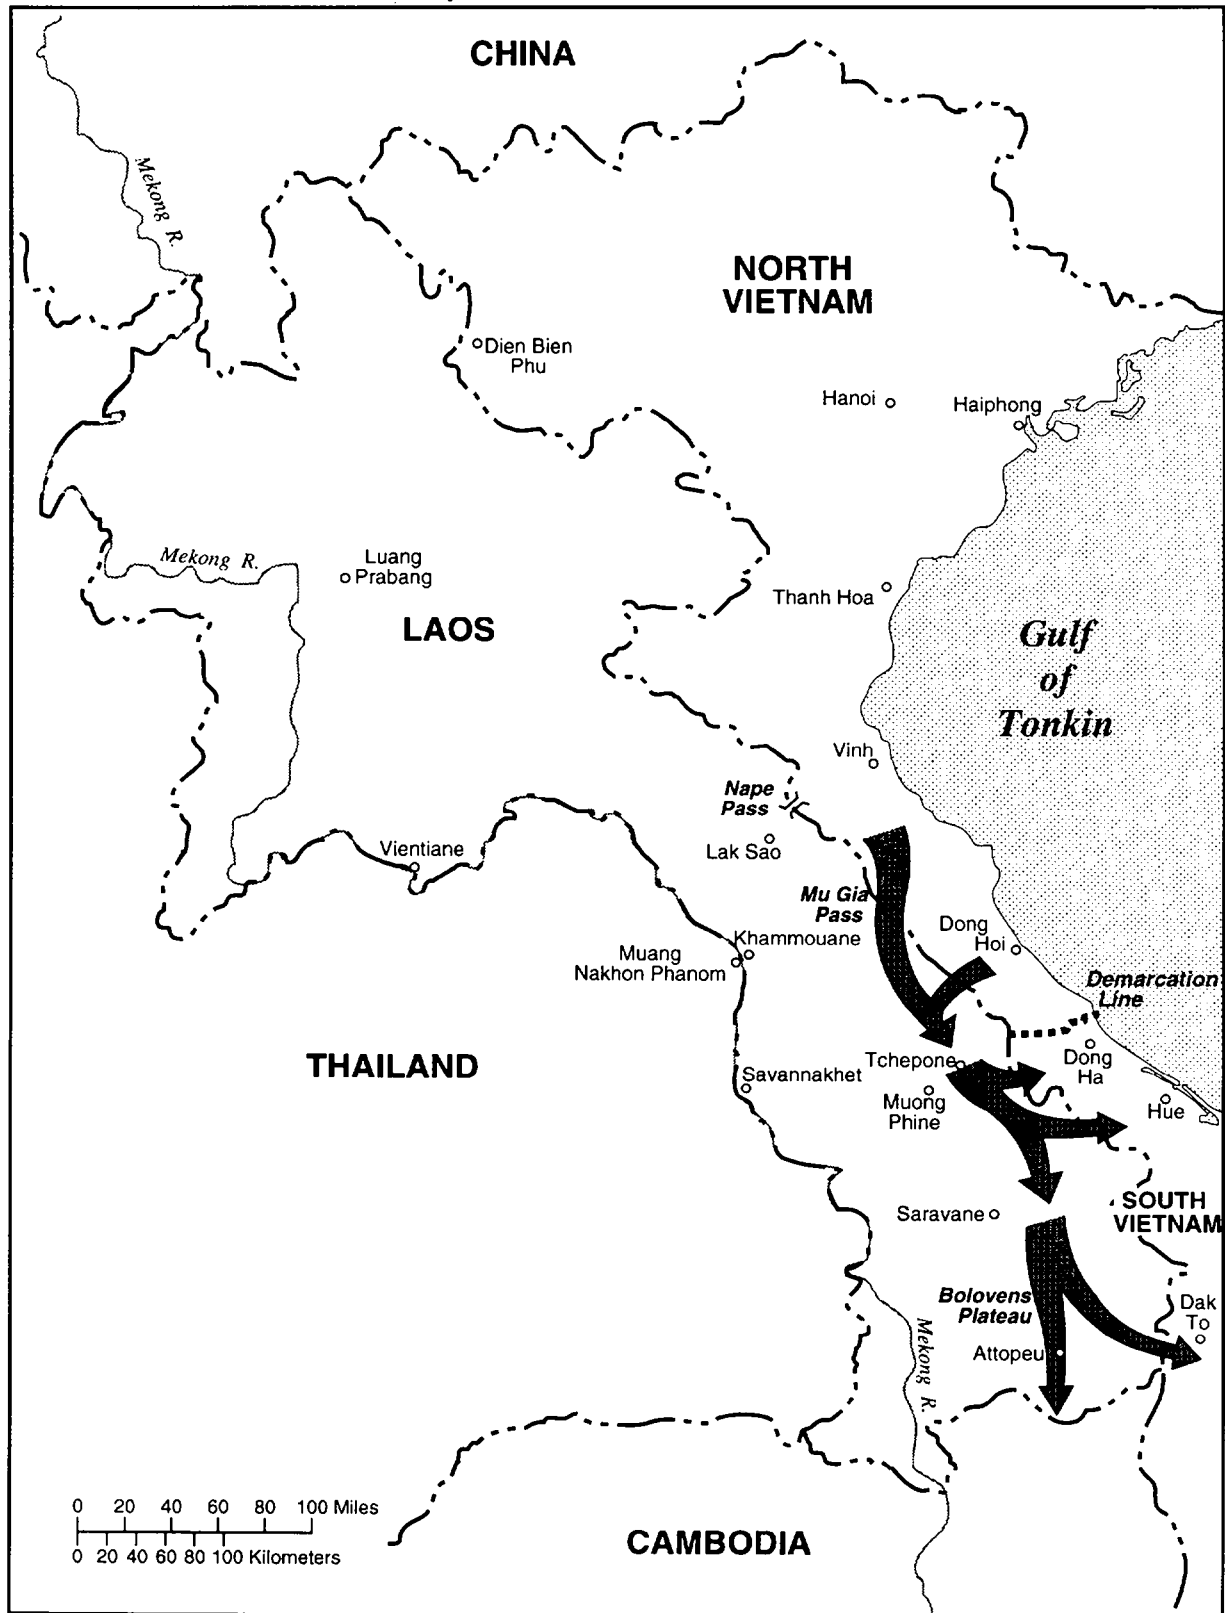 CHINA
Mekong R.
NORTH
VIETNAM
Dien Bien
Phu
Hanoi
Haiphong
Mekong R.
Luang
Prabang
LAOS
Thanh Hoa
Gulf
of
Tonkin
Vinh
Nape
Pass
Lak Sao
Vientiane
Mu Gia
Pass
Dong
Hoi
Khammouane
Muang
Nakhon Phanom
Demarcation
Line
THAILAND
Tchepone
Dong
Ha
Savannakhet
Muong
Phine
Hue
Saravane
SOUTH
VIETNAM
Bolovens
Plateau
Dak
To
Mekong R.
Attopeu
0 20 40 60 80 100 Miles
0 20 40 60 80 100 Kilometers
CAMBODIA